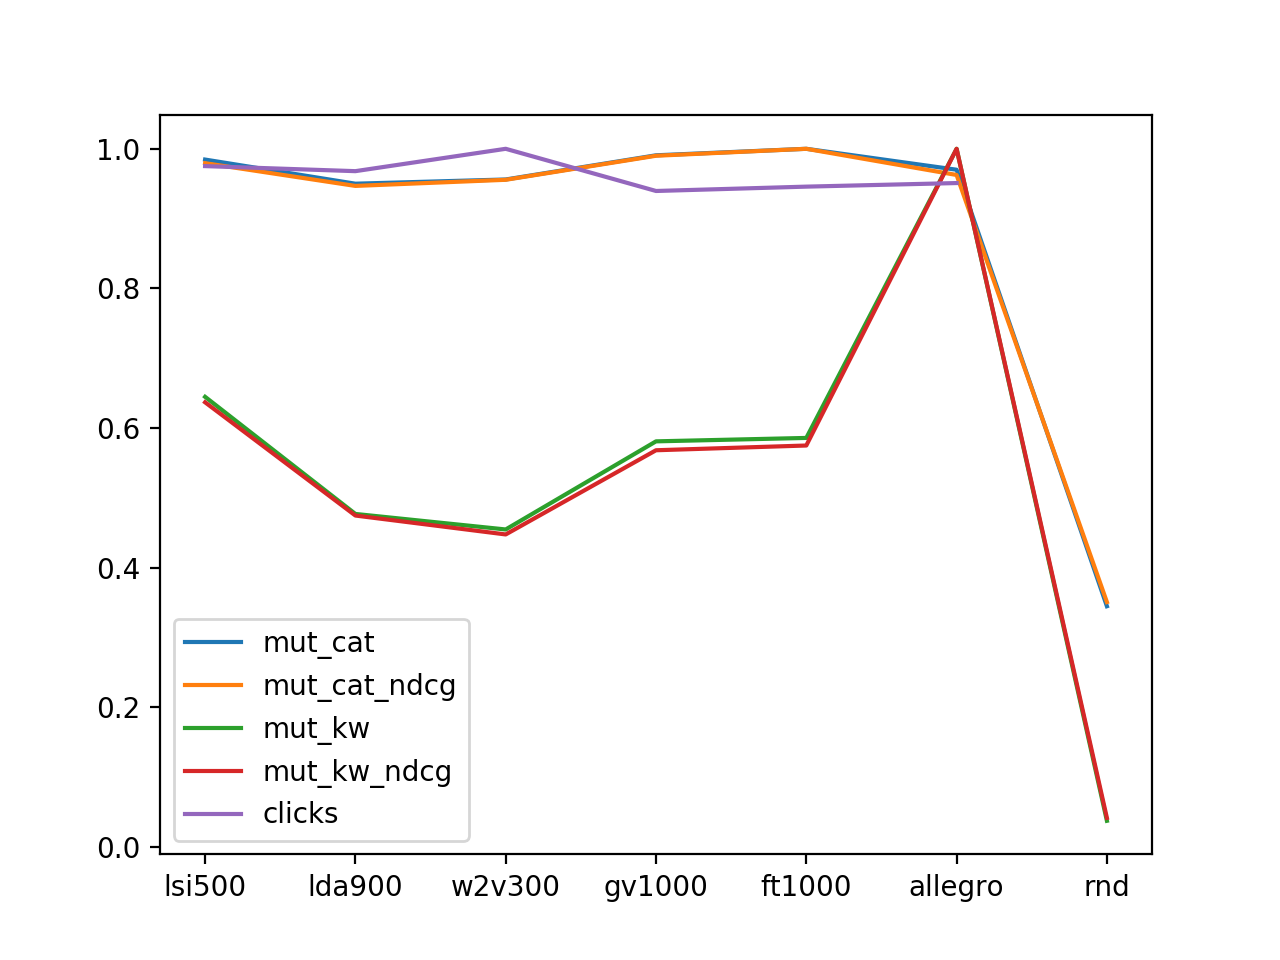 1.0
0.8
0.6
0.4
0.2
0.0
mut_cat
mut_cat_ndcg
mut_kw
mut_kw_ndcg
clicks
lsi500 lda900 w2v300 gv1000 ft1000 allegro rnd